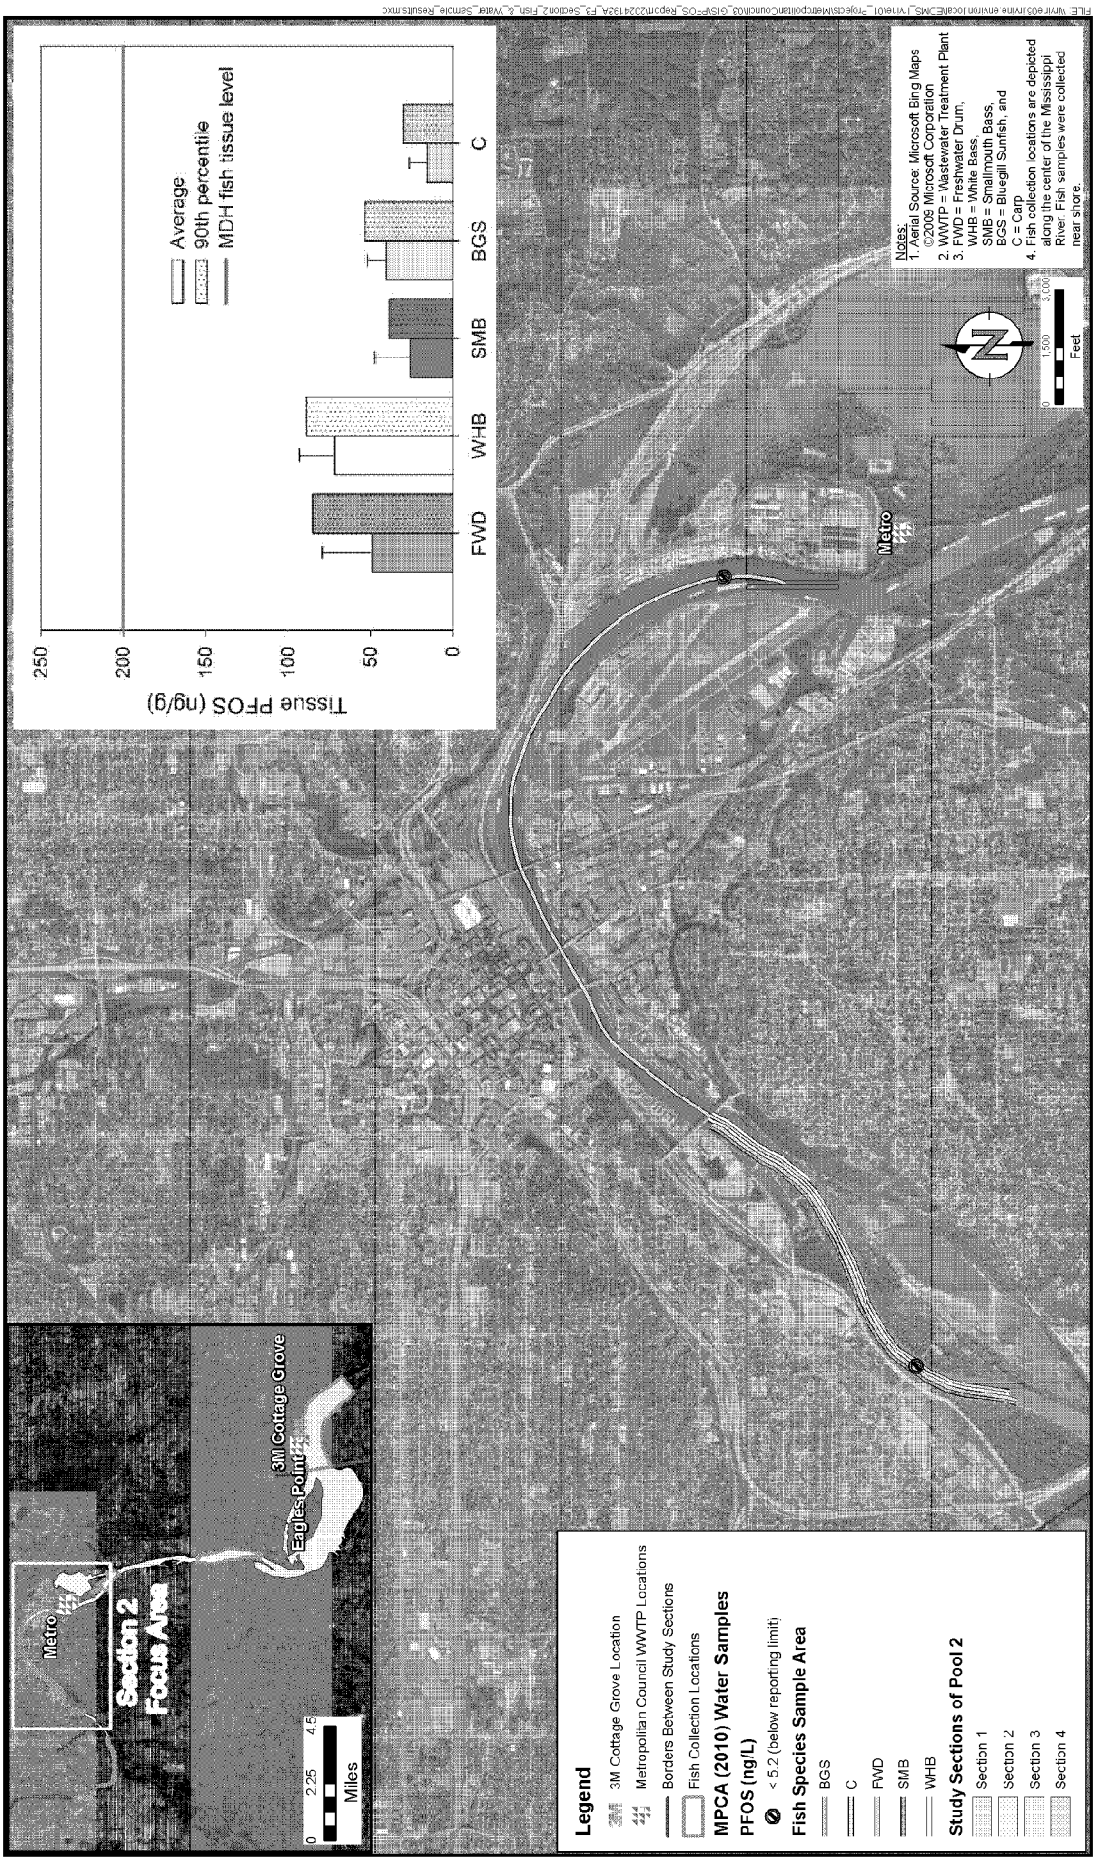 250
200
150
100
50
0
Tissue PFOS (ng/g)
Average
90th percentile
MDH fish tissue level
FWD
WHB
SMB
BGS
C
Notes:
1. Aerial Source: Microsoft Bing Maps
©2009 Microsoft Corporation
2. WWTP = Wastewater Treatment Plant
3. FWD = Freshwater Drum,
WHB = White Bass,
SMB = Smallmouth Bass,
BGS = Bluegill Sunfish, and
C = Carp
4. Fish collection locations are depicted
along the center of the Mississippi
River. Fish samples were collected
near shore.
N
0 1,500 3,000
Feet
Metro
Metro
Section 2
Focus Area
Eagles Point
3M Cottage Grove
0 2.25 4.5
Miles
Legend
3M Cottage Grove Location
Metropolitan Council WWTP Locations
Borders Between Study Sections
Fish Collection Locations
MPCA (2010) Water Samples
PFOS (ng/L)
< 5.2 (below reporting limit)
Fish Species Sample Area
BGS
C
FWD
SMB
WHB
Study Sections of Pool 2
Section 1
Section 2
Section 3
Section 4